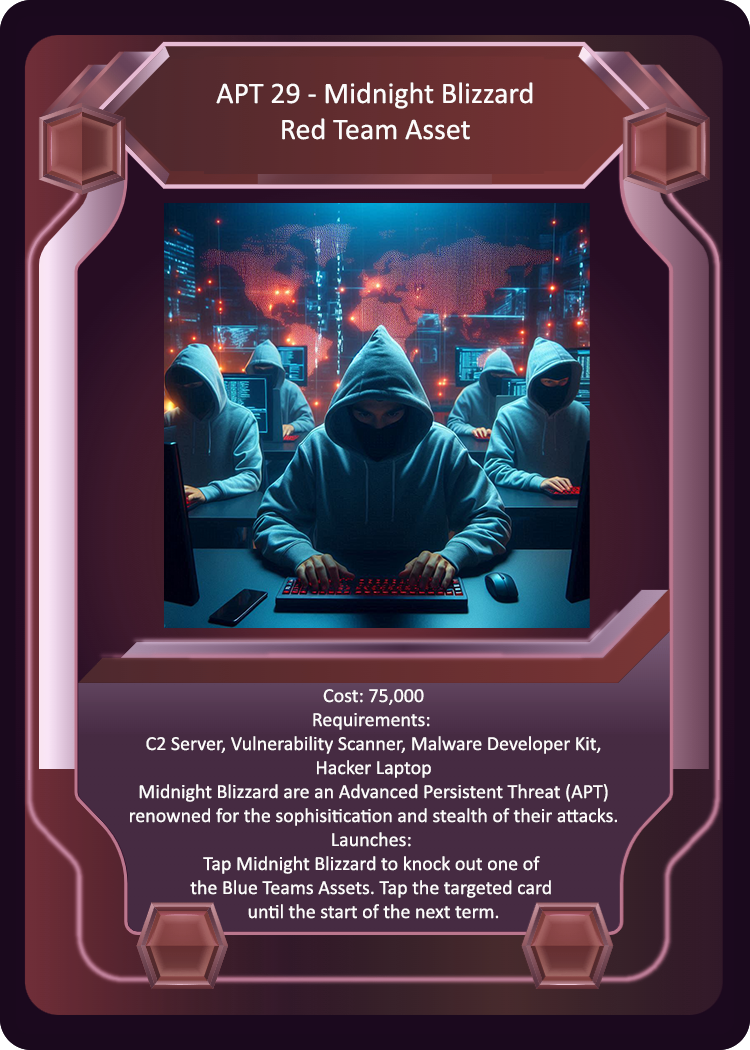 APT 29 - Midnight Blizzard
Red Team Asset
Cost: 75,000
Requirements:
C2 Server, Vulnerability Scanner, Malware Developer Kit,
Hacker Laptop
Midnight Blizzard are an Advanced Persistent Threat (APT)
renowned for the sophisitication and stealth of their attacks.
Launches:
Tap Midnight Blizzard to knock out one of
the Blue Teams Assets. Tap the targeted card
until the start of the next term.